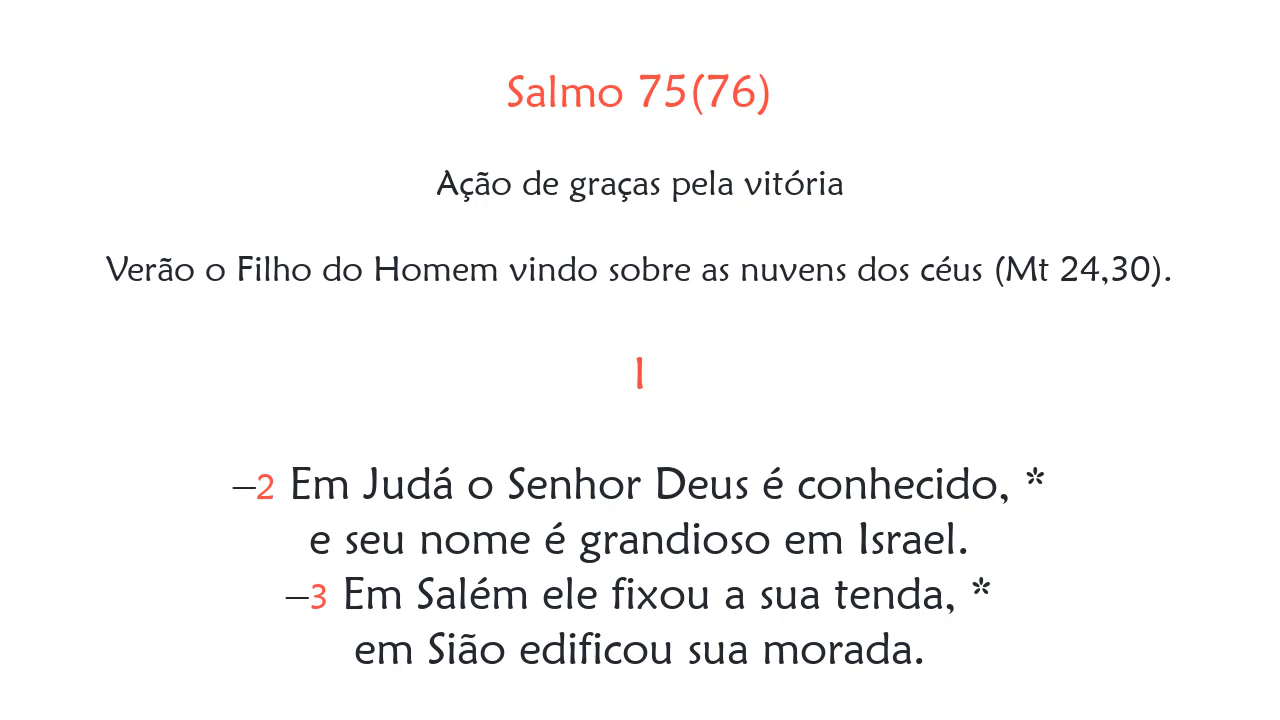 Salmo 75(76)
Ação de graças pela vitória
Verão o Filho do Homem vindo sobre as nuvens dos céus (Mt 24,30).
I
–2 Em Judá o Senhor Deus é conhecido, *
e seu nome é grandioso em Israel.
–3 Em Salém ele fixou a sua tenda, *
em Sião edificou sua morada.